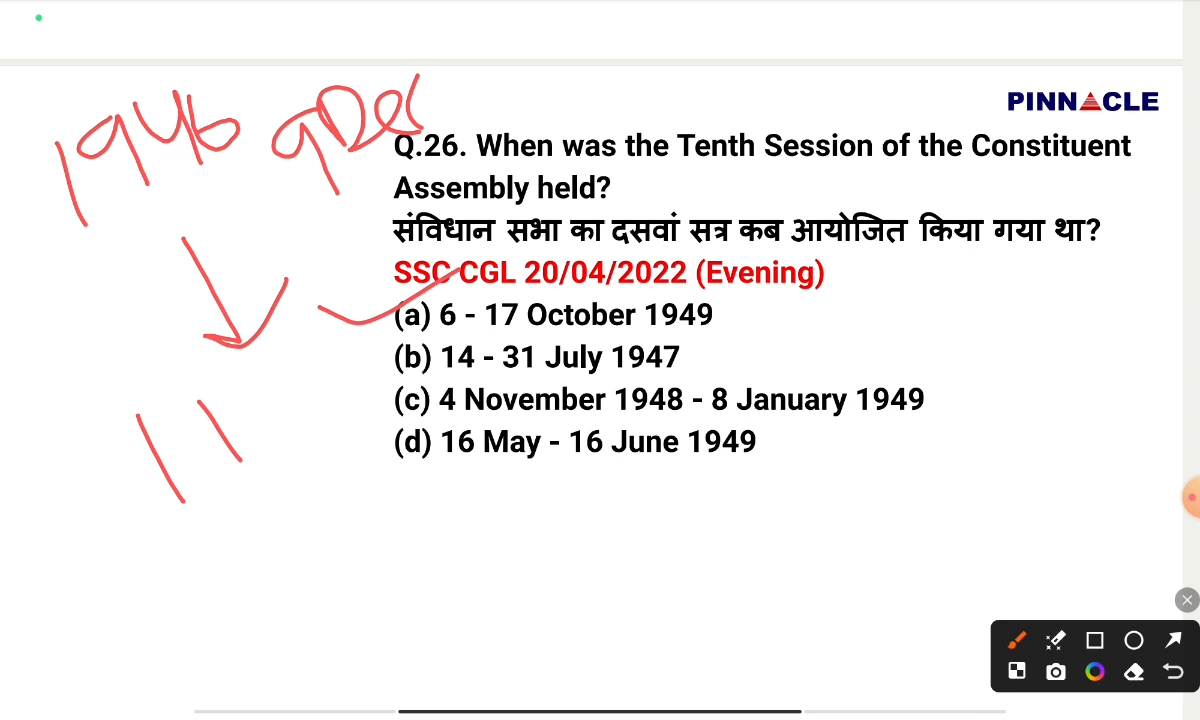 PINNACLE
1946 9 Dec
Q.26. When was the Tenth Session of the Constituent
Assembly held?
संविधान सभा का दसवां सत्र कब आयोजित किया गया था?
SSC CGL 20/04/2022 (Evening)
(a) 6 - 17 October 1949
(b) 14 - 31 July 1947
(c) 4 November 1948 - 8 January 1949
(d) 16 May - 16 June 1949
11